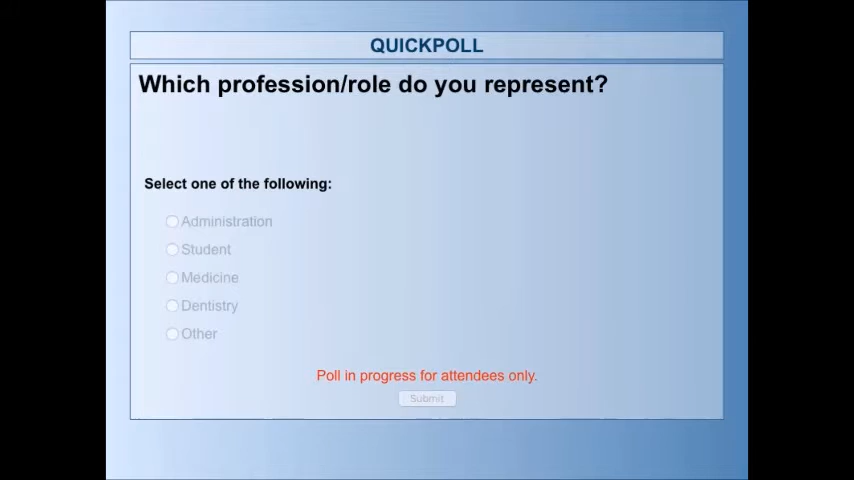 QUICKPOLL
Which profession/role do you represent?
Select one of the following:
Administration
Student
Medicine
Dentistry
Other
Poll in progress for attendees only.
Submit